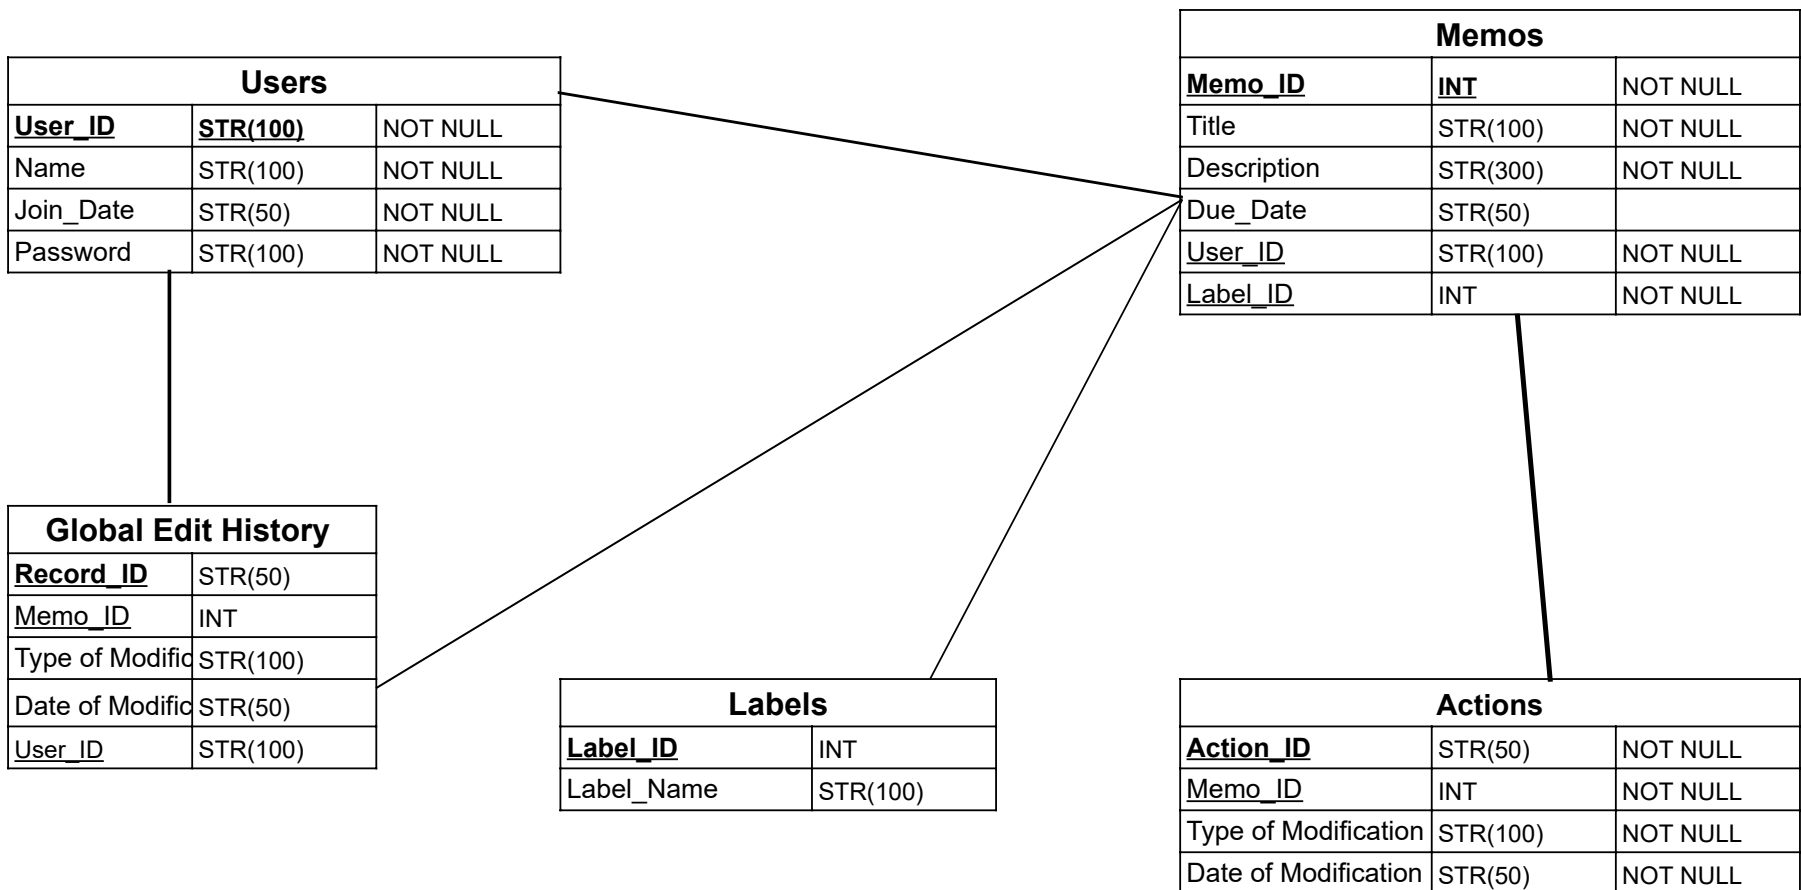 Users
User_ID STR(100) NOT NULL
Name STR(100) NOT NULL
Join_Date STR(50) NOT NULL
Password STR(100) NOT NULL
Memos
Memo_ID INT NOT NULL
Title STR(100) NOT NULL
Description STR(300) NOT NULL
Due_Date STR(50)
User_ID STR(100) NOT NULL
Label_ID INT NOT NULL
Global Edit History
Record_ID STR(50)
Memo_ID INT
Type of Modific STR(100)
Date of Modific STR(50)
User_ID STR(100)
Labels
Label_ID INT
Label_Name STR(100)
Actions
Action_ID STR(50) NOT NULL
Memo_ID INT NOT NULL
Type of Modification STR(100) NOT NULL
Date of Modification STR(50) NOT NULL